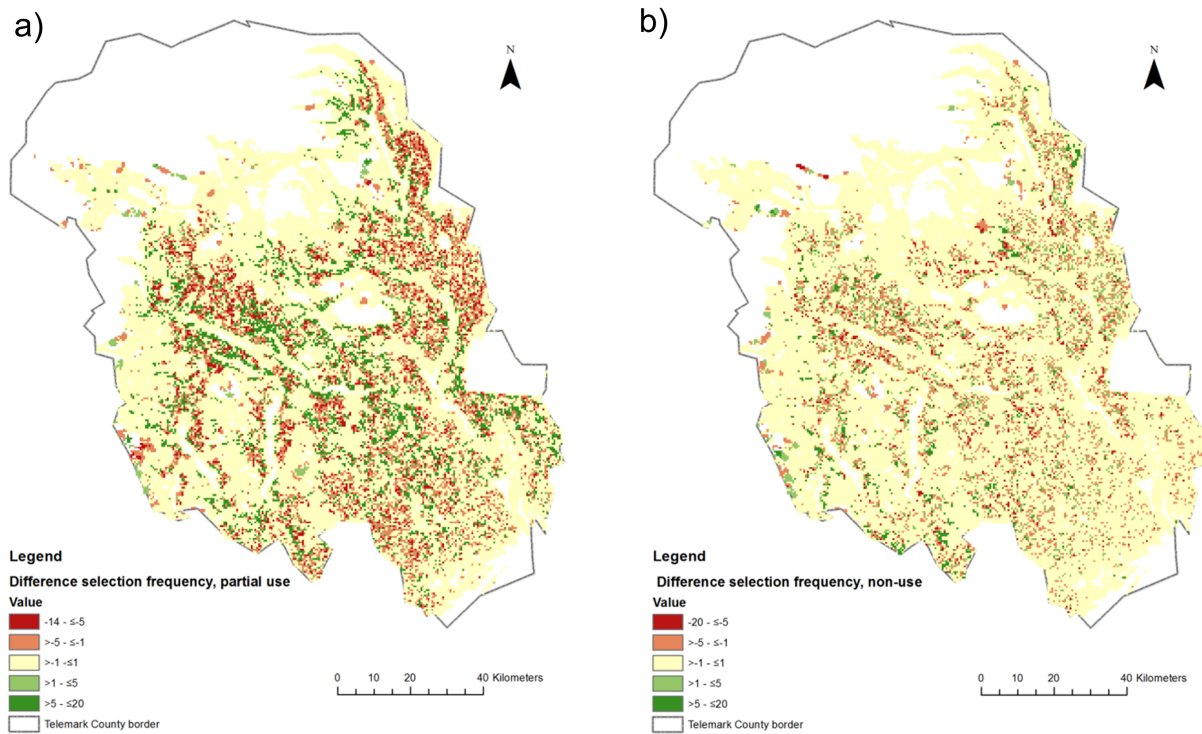 a)
N
Legend
Difference selection frequency, partial use
Value
-14 - ≤-5
>-5 - ≤-1
>-1 -≤1
>1 - ≤5
>5 - ≤20
Telemark County border
0 10 20 40 Kilometers
b)
N
Legend
Difference selection frequency, non-use
Value
-20 - ≤-5
>-5 - ≤-1
>-1 - ≤1
>1 - ≤5
>5 - ≤20
Telemark County border
0 10 20 40 Kilometers